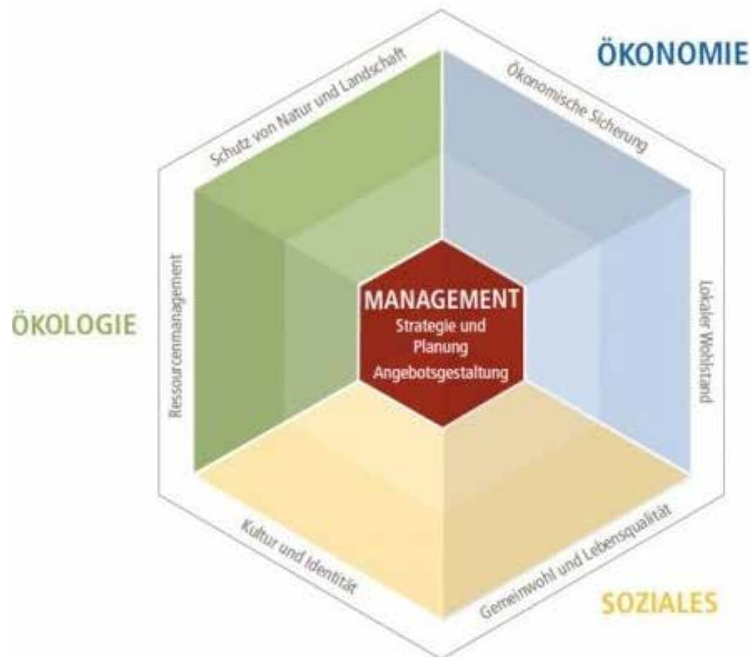 ÖKONOMIE
Schutz von Natur und Landschaft
Ökonomische Sicherung
ÖKOLOGIE
Ressourcenmanagement
MANAGEMENT
Strategie und
Planung
Angebotsgestaltung
Lokaler Wohlstand
Kultur und Identität
Gemeinwohl und Lebensqualität
SOZIALES